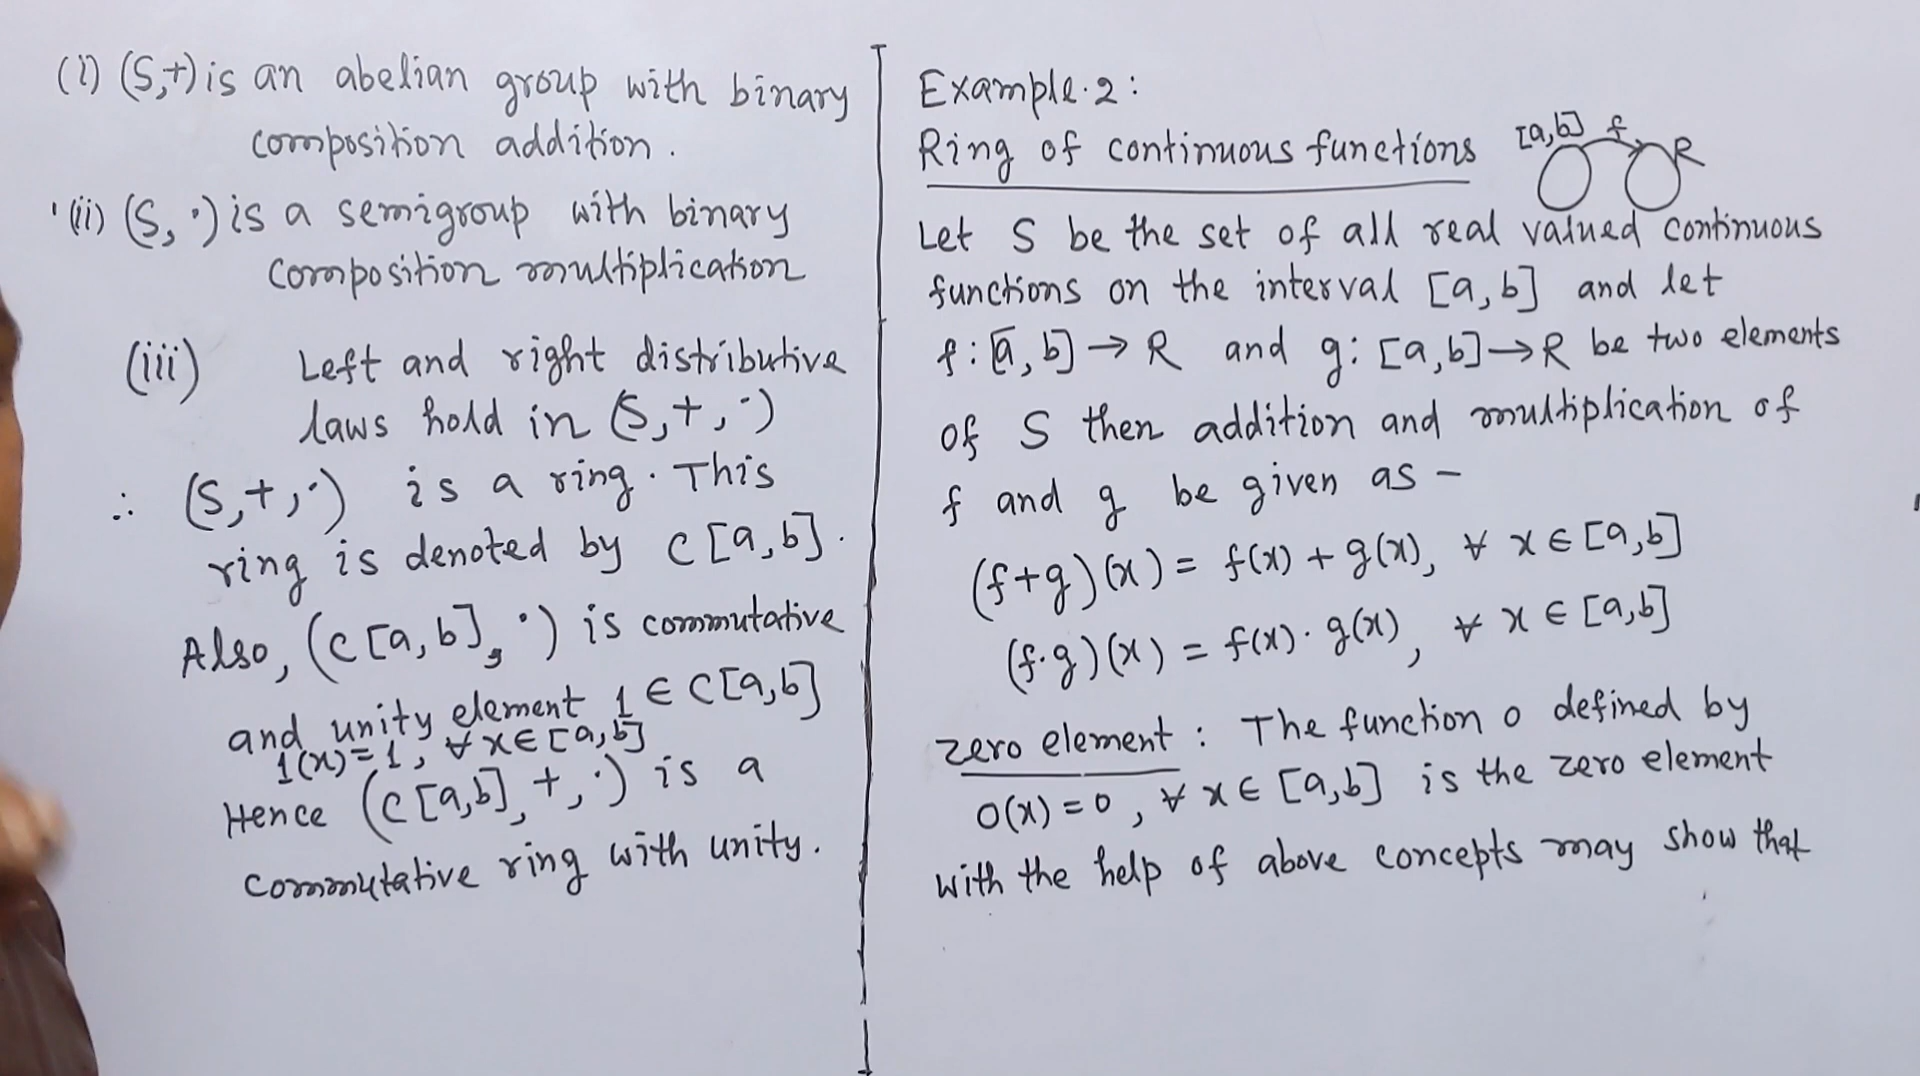 (i) (S,+) is an abelian group with binary
composition addition.
(ii) (S, ·) is a semigroup with binary
composition multiplication
(iii) Left and right distributive
laws hold in (S,+,·)
∴ (S,+,·) is a ring. This
ring is denoted by C[a,b].
Also, (C[a,b], ·) is commutative
and unity element 1 ∈ C[a,b]
1(x)=1, ∀ x∈[a,b]
Hence (C[a,b],+,·) is a
commutative ring with unity.
Example.2:
Ring of continuous functions
[a,b] f R
Let S be the set of all real valued continuous
functions on the interval [a,b] and let
f:[a,b]→R and g:[a,b]→R be two elements
of S then addition and multiplication of
f and g be given as –
(f+g)(x) = f(x) + g(x), ∀ x ∈ [a,b]
(f·g)(x) = f(x)·g(x), ∀ x ∈ [a,b]
zero element : The function 0 defined by
0(x)=0, ∀ x ∈ [a,b] is the zero element
with the help of above concepts may show that